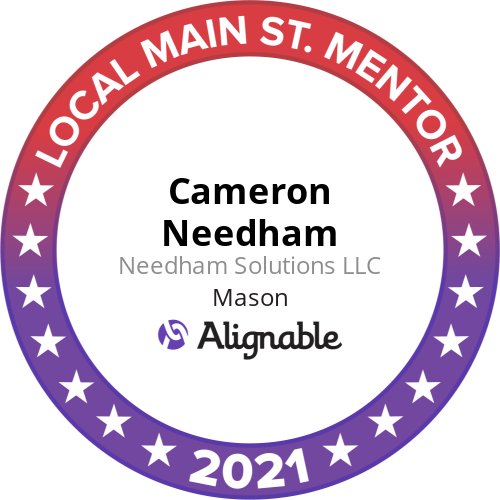 LOCAL MAIN ST. MENTOR
Cameron
Needham
Needham Solutions LLC
Mason
Alignable
2021